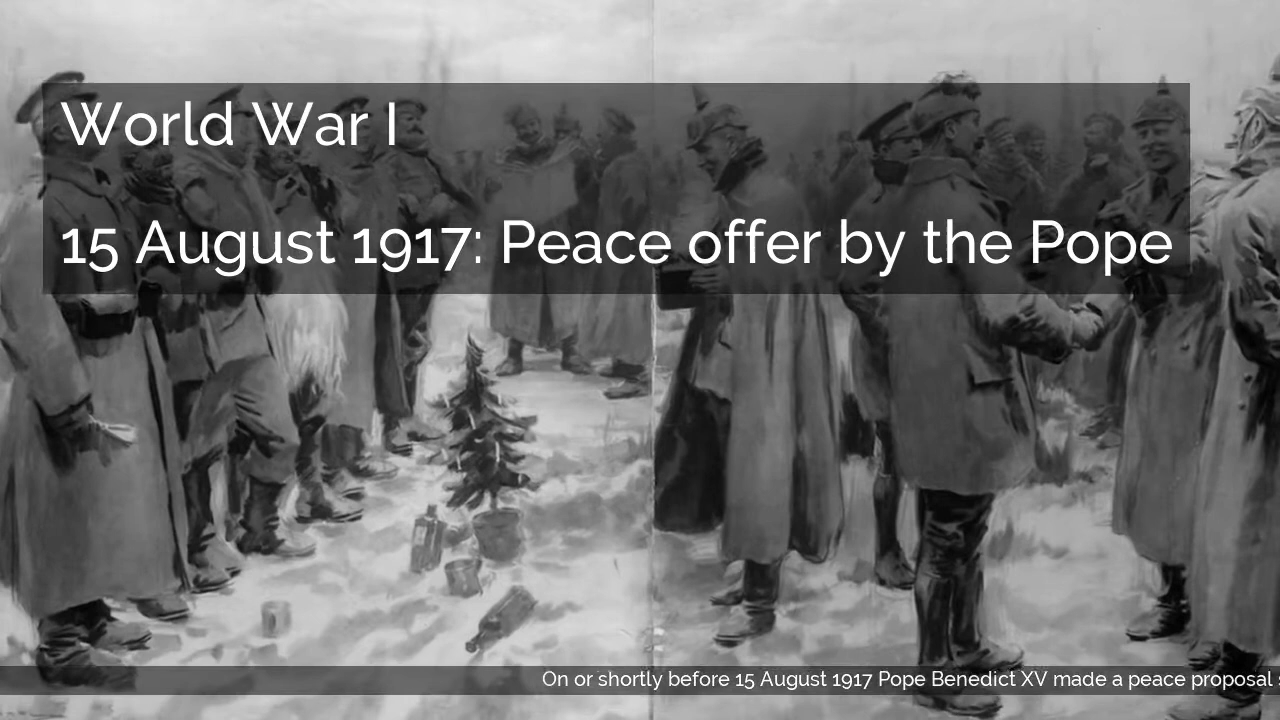 World War I
15 August 1917: Peace offer by the Pope
On or shortly before 15 August 1917 Pope Benedict XV made a peace proposal